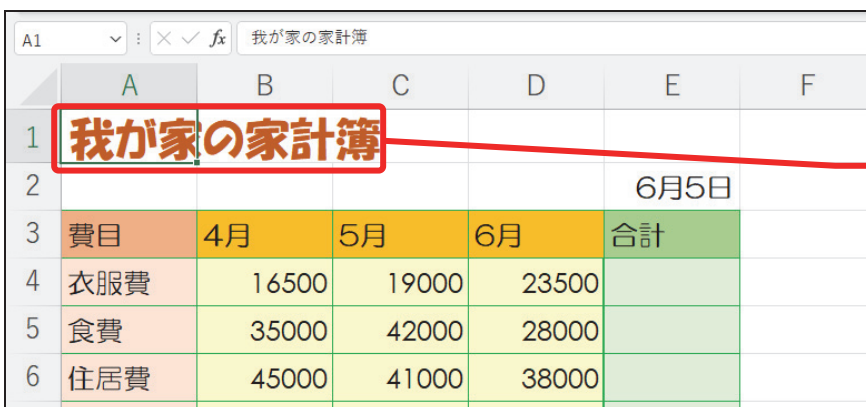 A1 fx 我が家の家計簿
A B C D E F
1 我が家の家計簿
2 6月5日
3 費目 4月 5月 6月 合計
4 衣服費 16500 19000 23500
5 食費 35000 42000 28000
6 住居費 45000 41000 38000